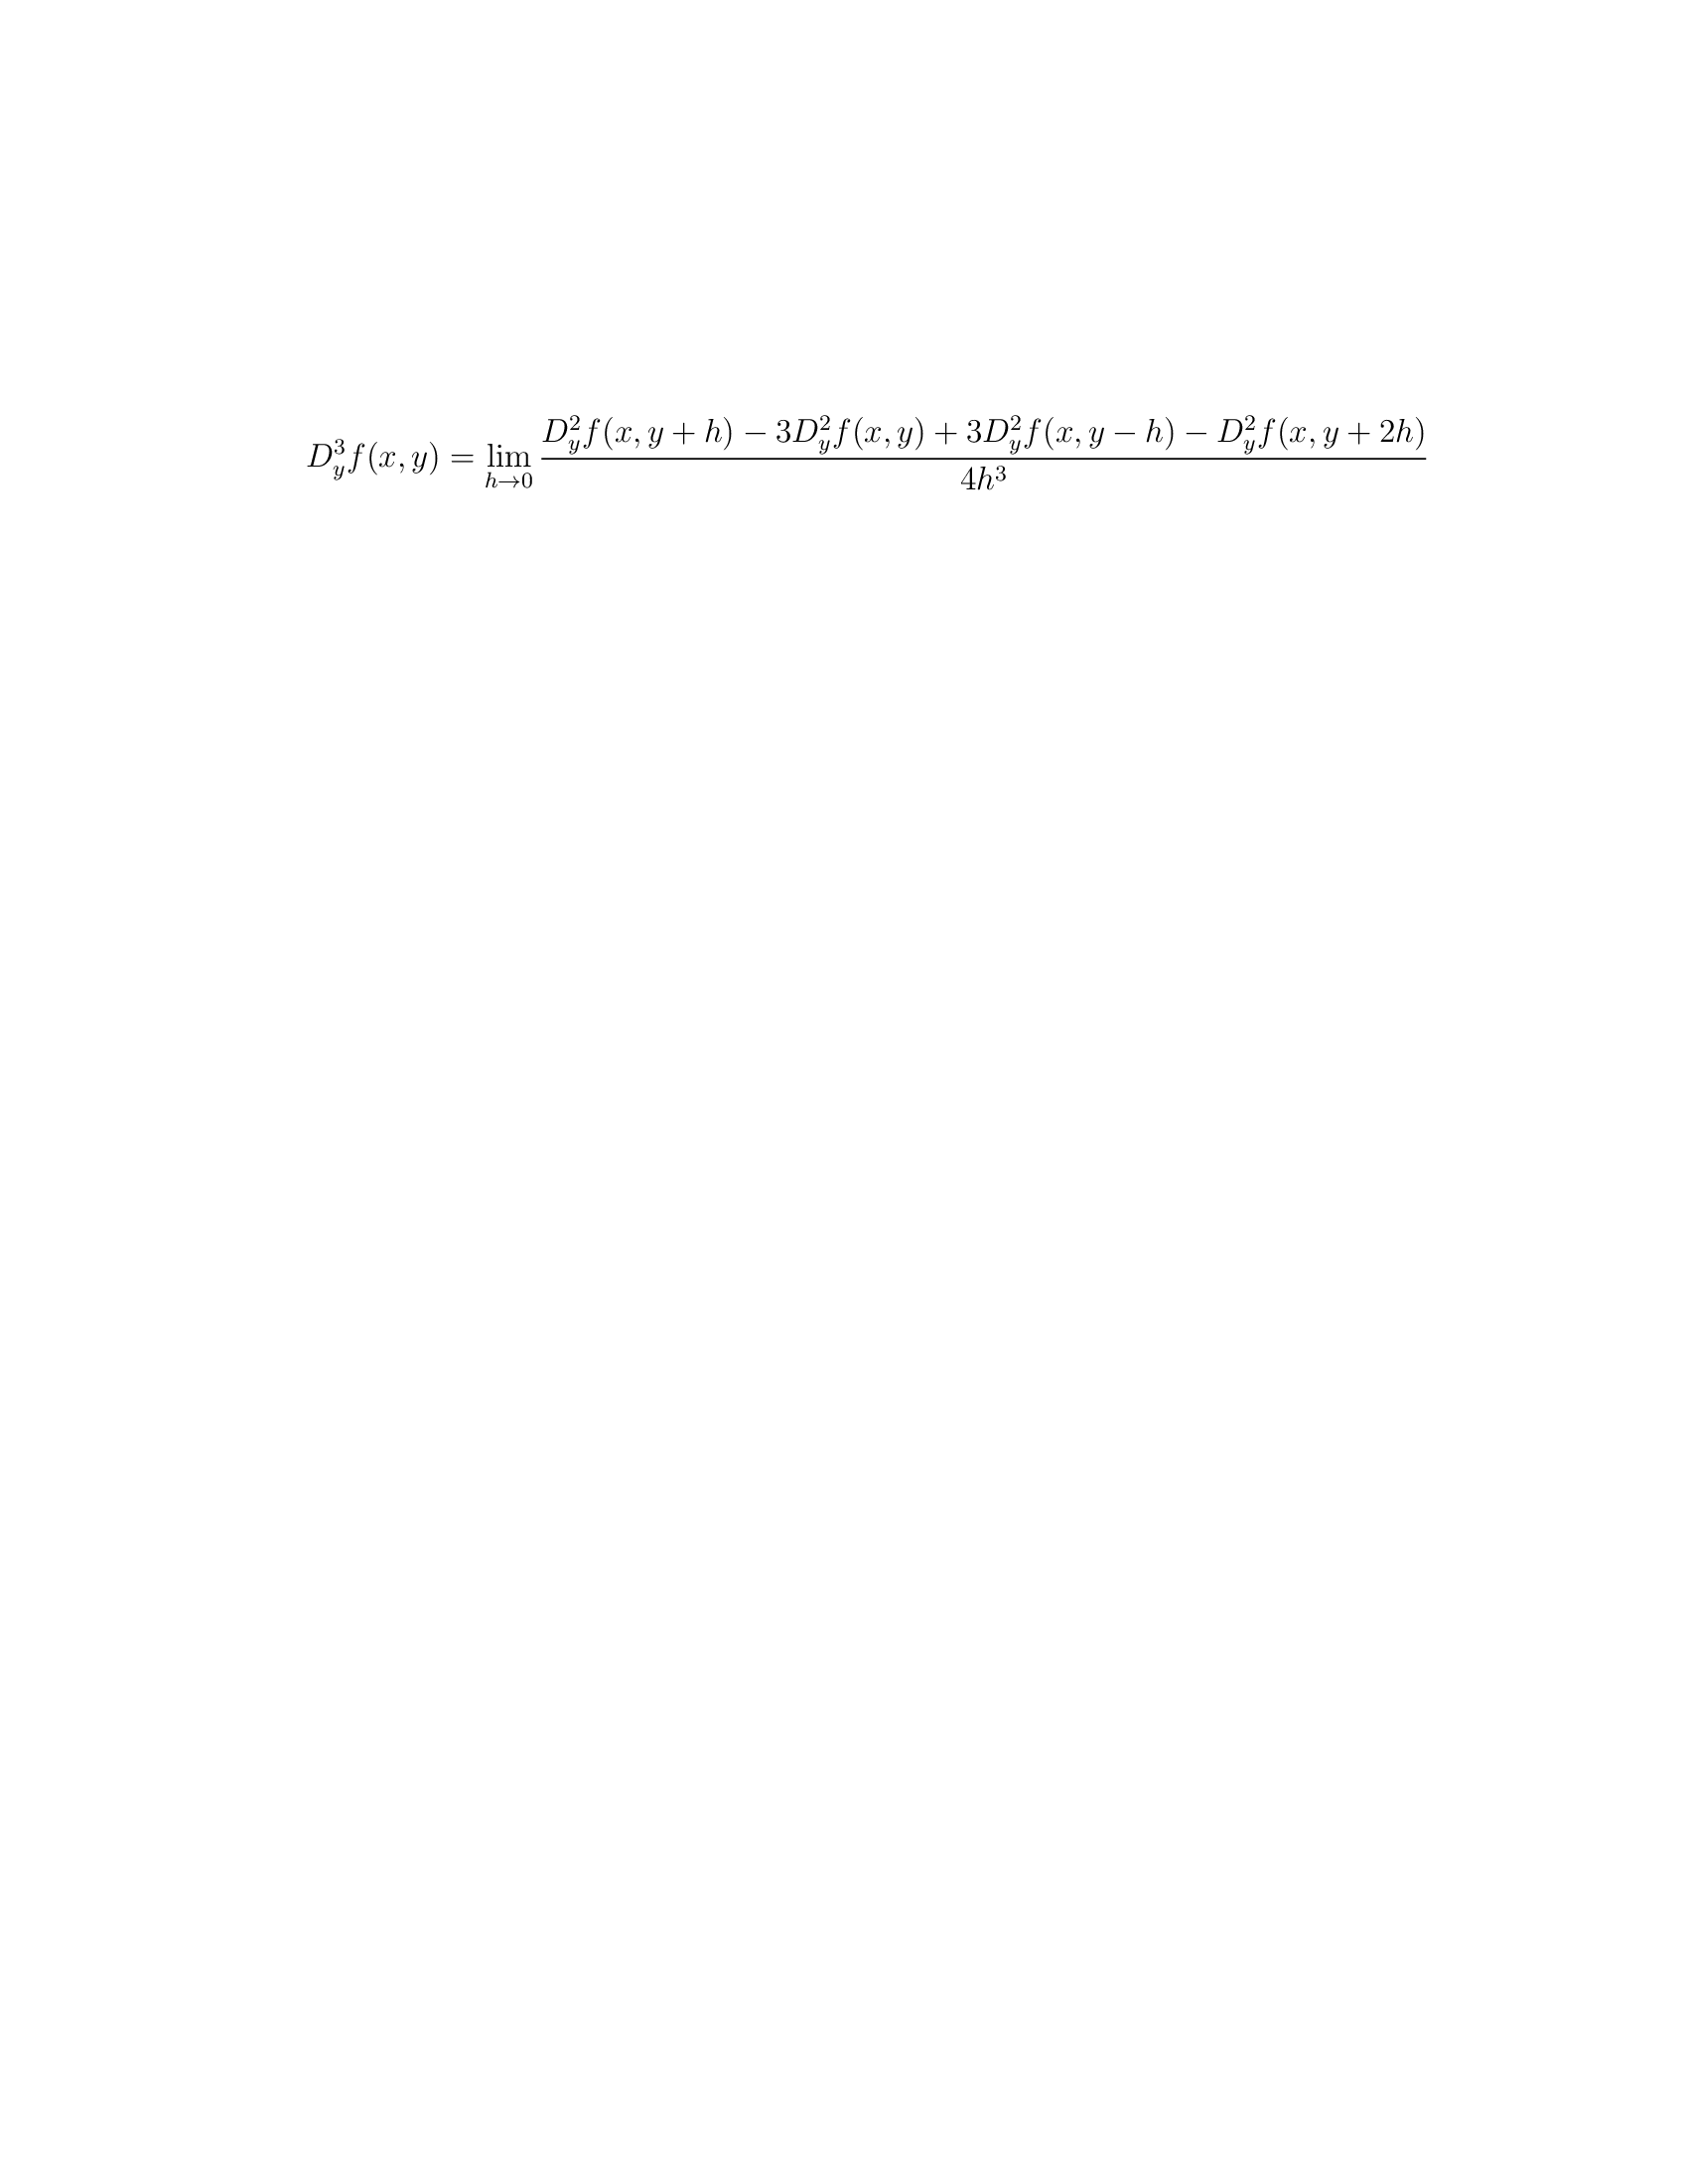 $D_y^3 f(x, y) = \lim_{h \to 0} \frac{D_y^2 f(x, y + h) - 3D_y^2 f(x, y) + 3D_y^2 f(x, y - h) - D_y^2 f(x, y + 2h)}{4h^3}$